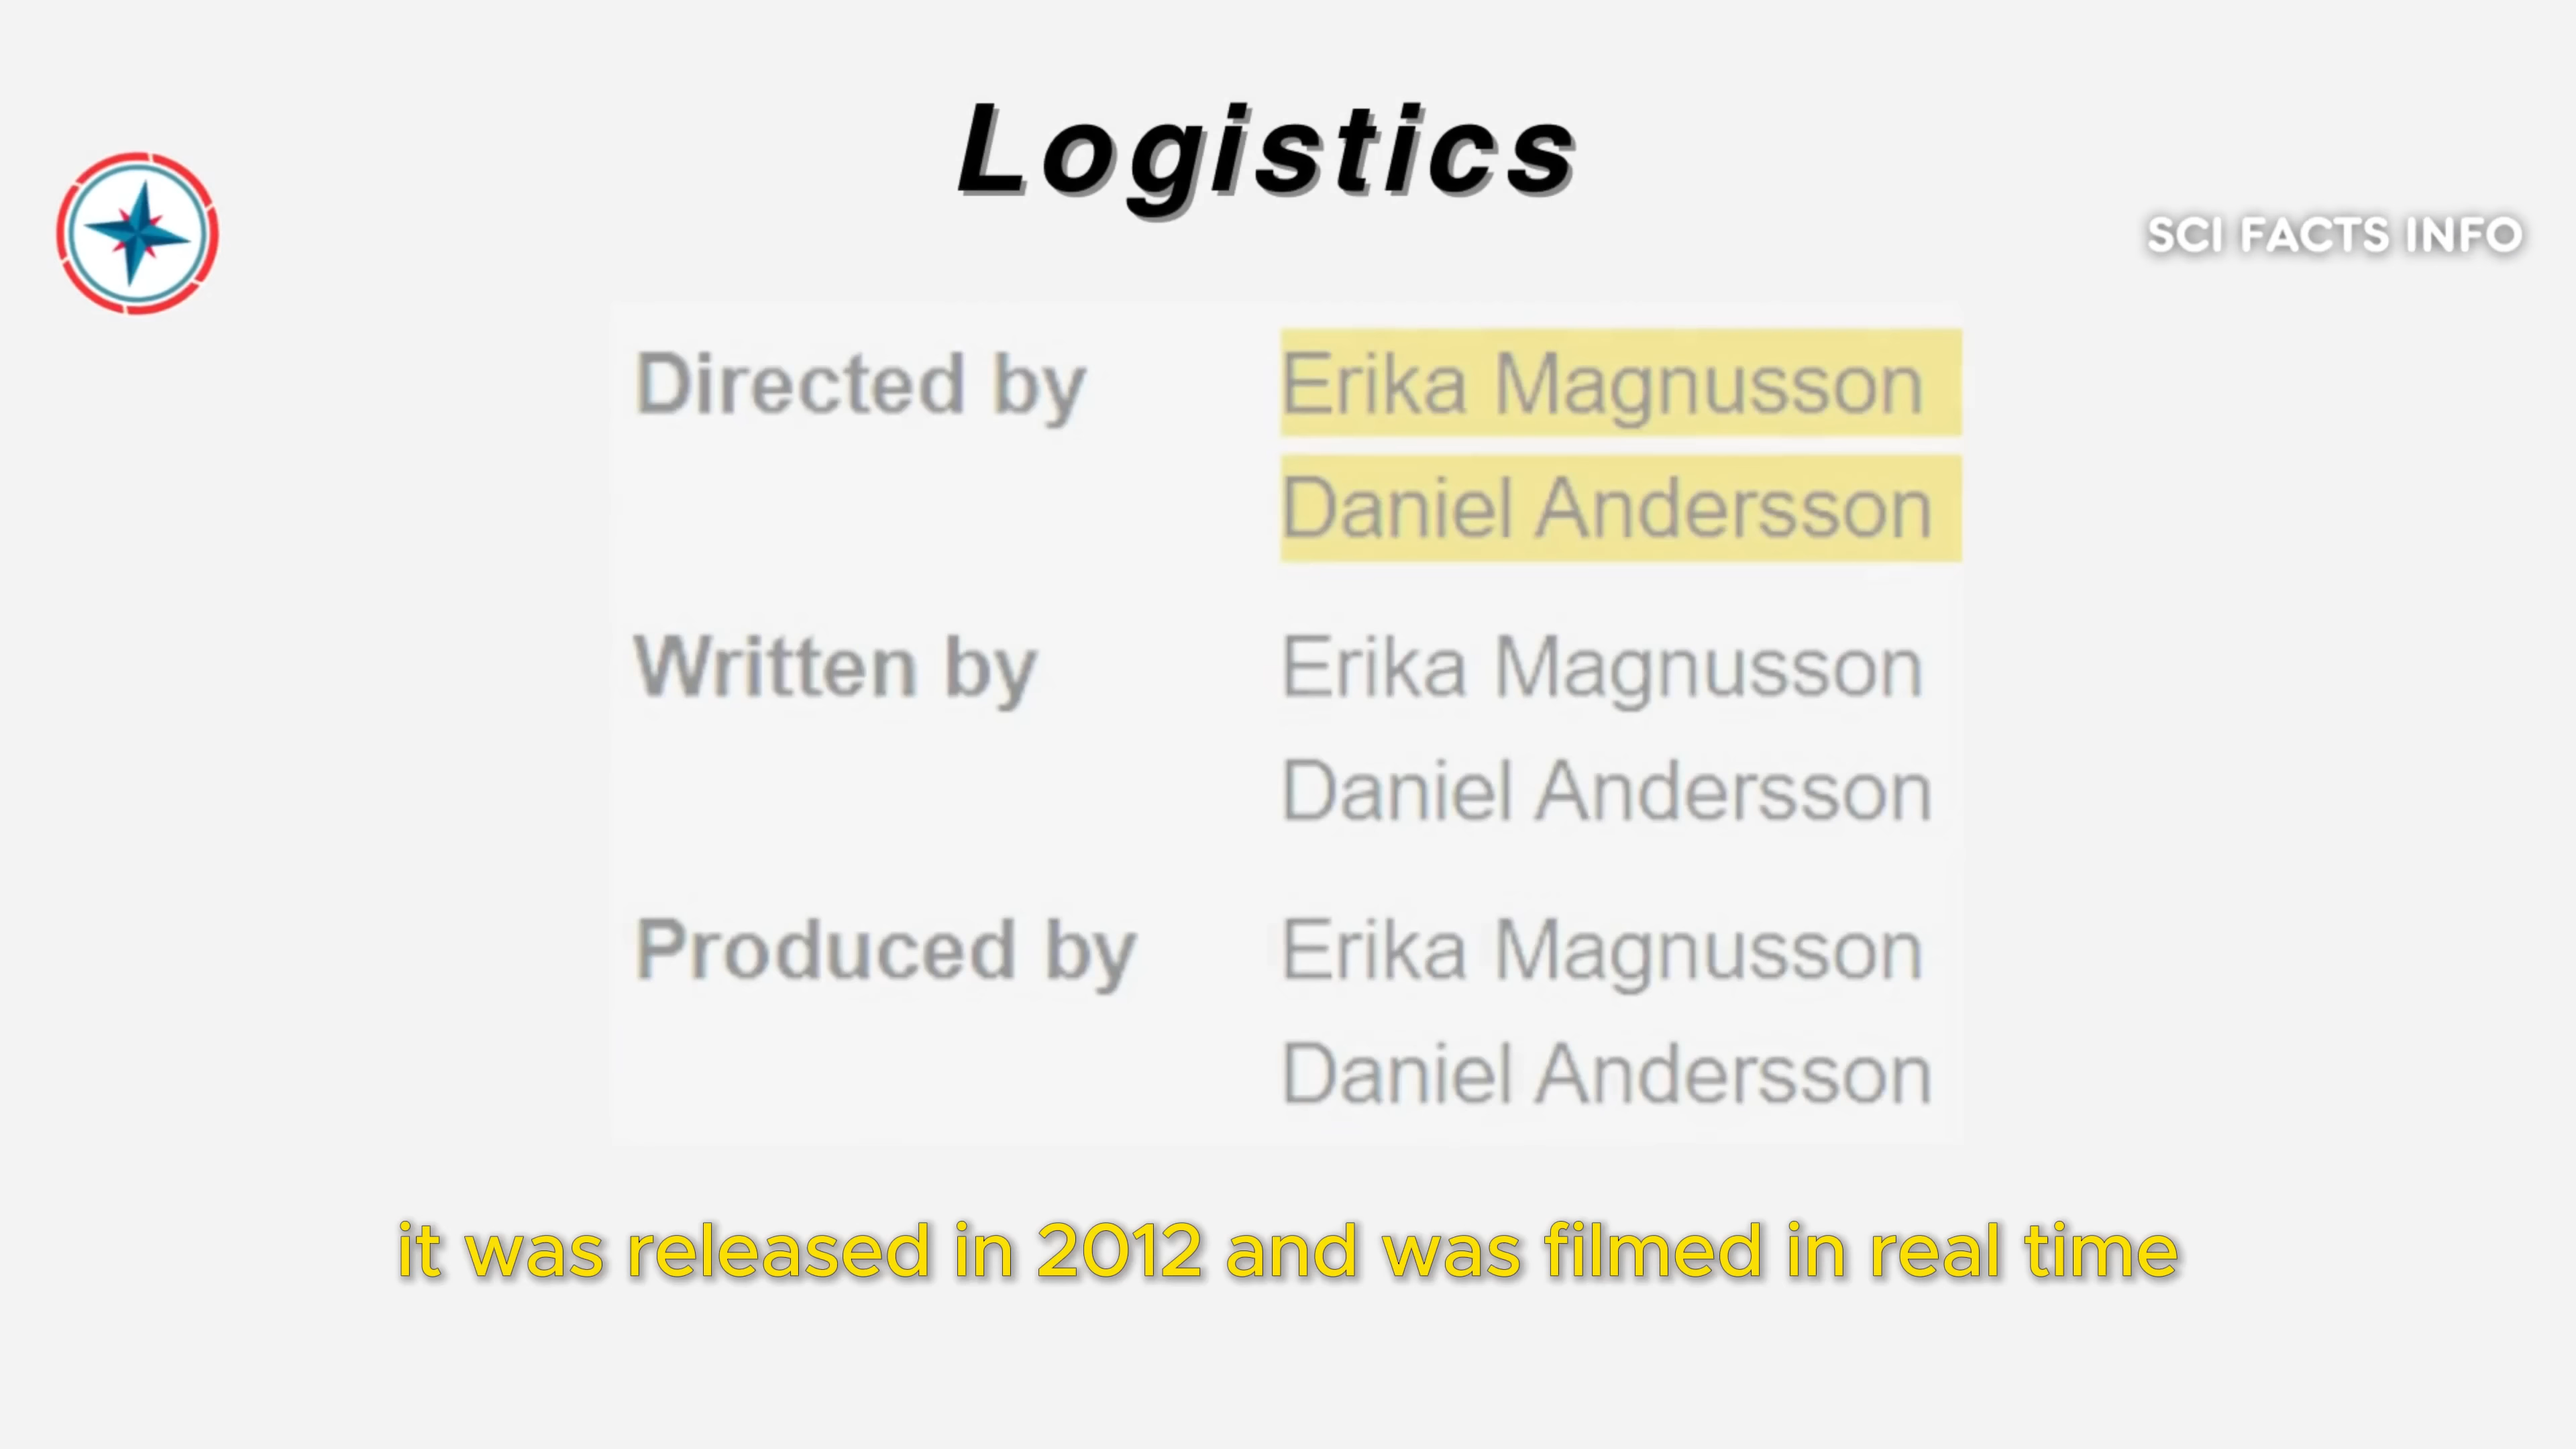 Logistics
SCI FACTS INFO
Directed by Erika Magnusson
Daniel Andersson
Written by Erika Magnusson
Daniel Andersson
Produced by Erika Magnusson
Daniel Andersson
it was released in 2012 and was filmed in real time